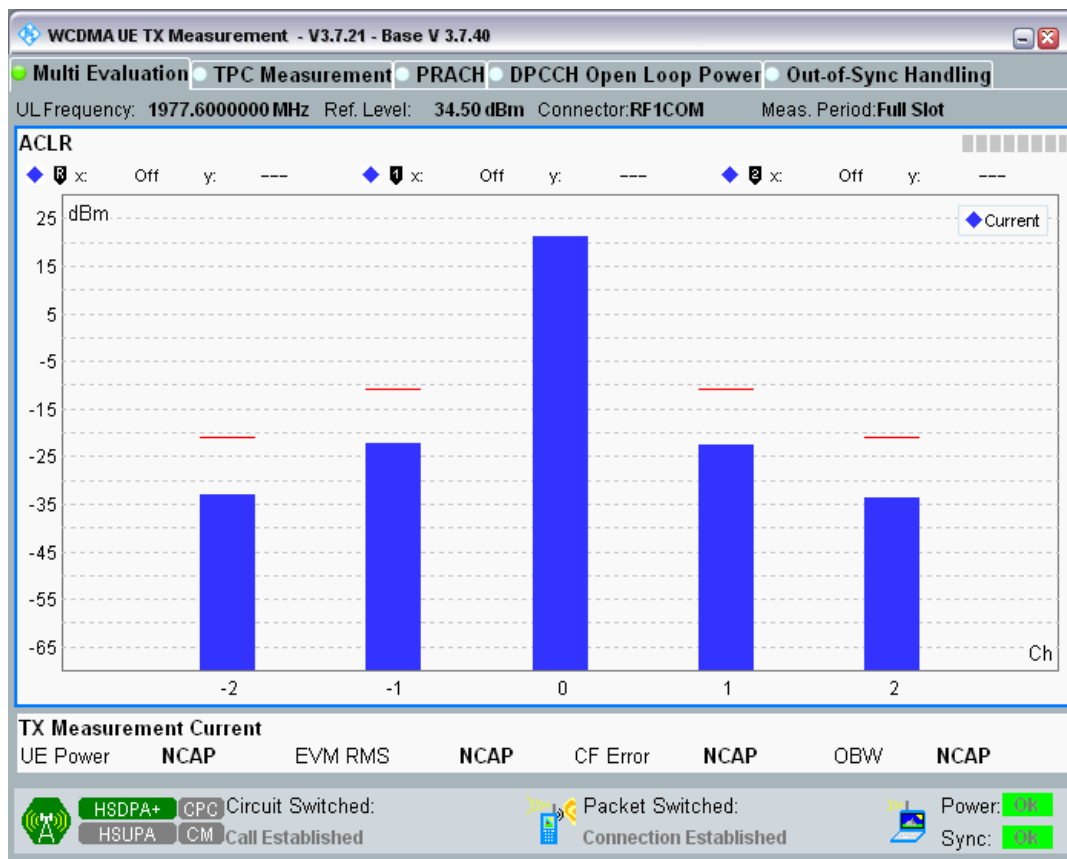 WCDMA UE TX Measurement - V3.7.21 - Base V 3.7.40
Multi Evaluation TPC Measurement PRACH DPCCH Open Loop Power Out-of-Sync Handling
UL Frequency: 1977.6000000 MHz Ref. Level: 34.50 dBm Connector:RF1COM Meas. Period:Full Slot
ACLR
R x: Off y: --- 1 x: Off y: --- 2 x: Off y: ---
dBm
Current
25
15
5
-5
-15
-25
-35
-45
-55
-65
Ch
-2 -1 0 1 2
TX Measurement Current
UE Power NCAP EVM RMS NCAP CF Error NCAP OBW NCAP
HSDPA+ CPC Circuit Switched: Packet Switched: Power: Ok
HSUPA CM Call Established Connection Established Sync: Ok